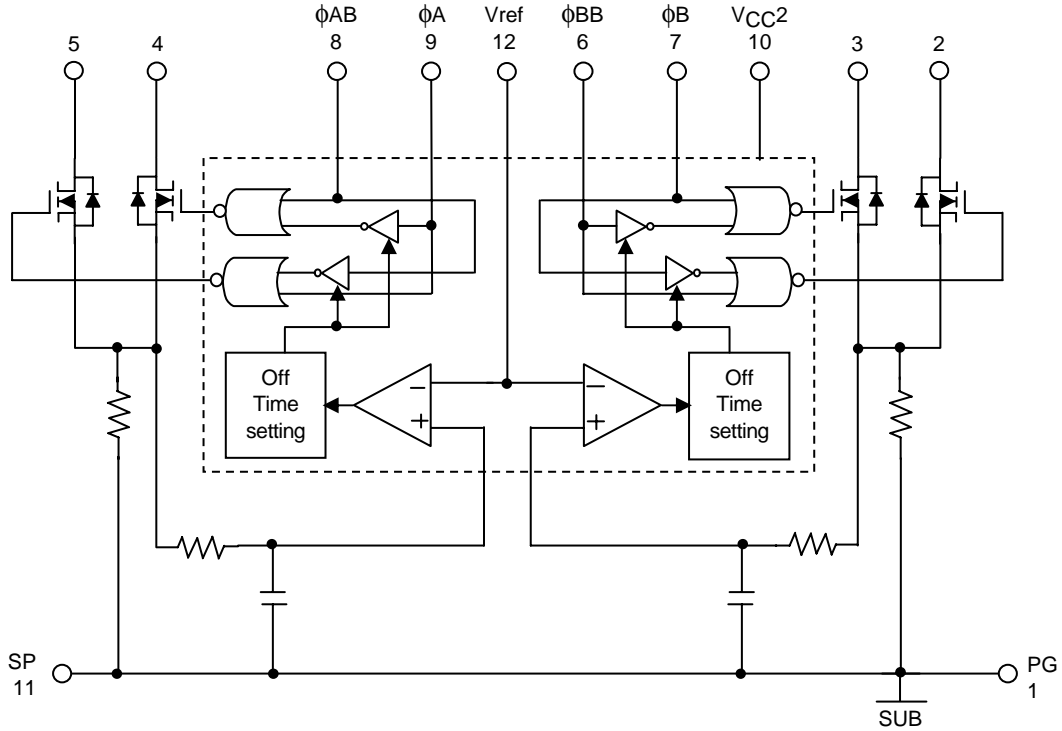 ϕAB ϕA Vref ϕBB ϕB VCC2
5 4 8 9 12 6 7 10 3 2
Off
Time
setting
− +
− +
Off
Time
setting
SP
11
PG
1
SUB